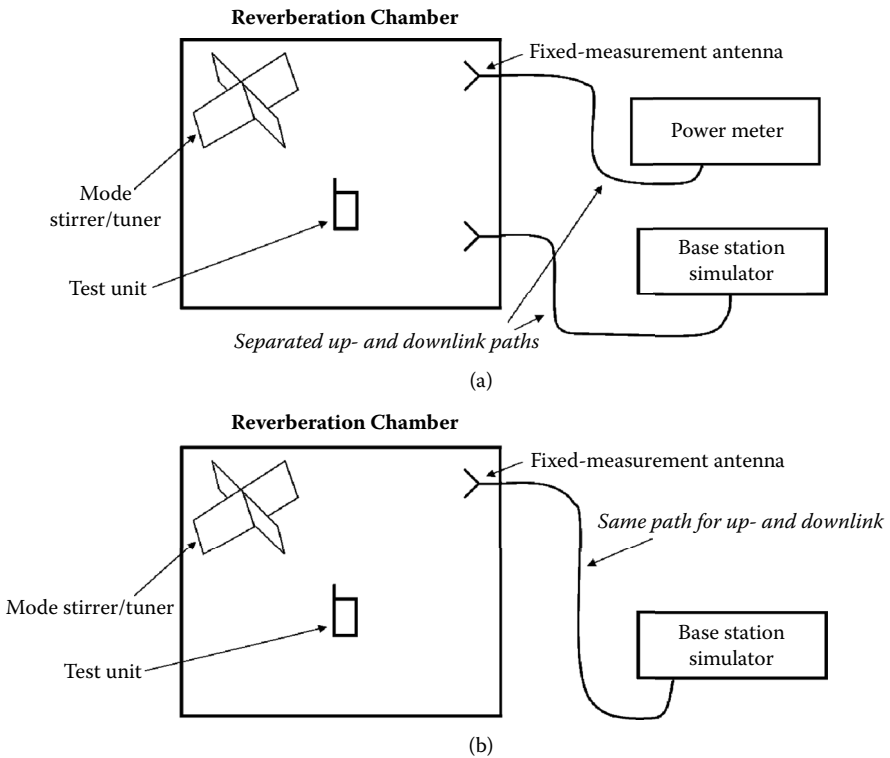 Reverberation Chamber
Fixed-measurement antenna
Power meter
Mode
stirrer/tuner
Base station
simulator
Test unit
Separated up- and downlink paths
(a)
Reverberation Chamber
Fixed-measurement antenna
Same path for up- and downlink
Mode stirrer/tuner
Base station
simulator
Test unit
(b)